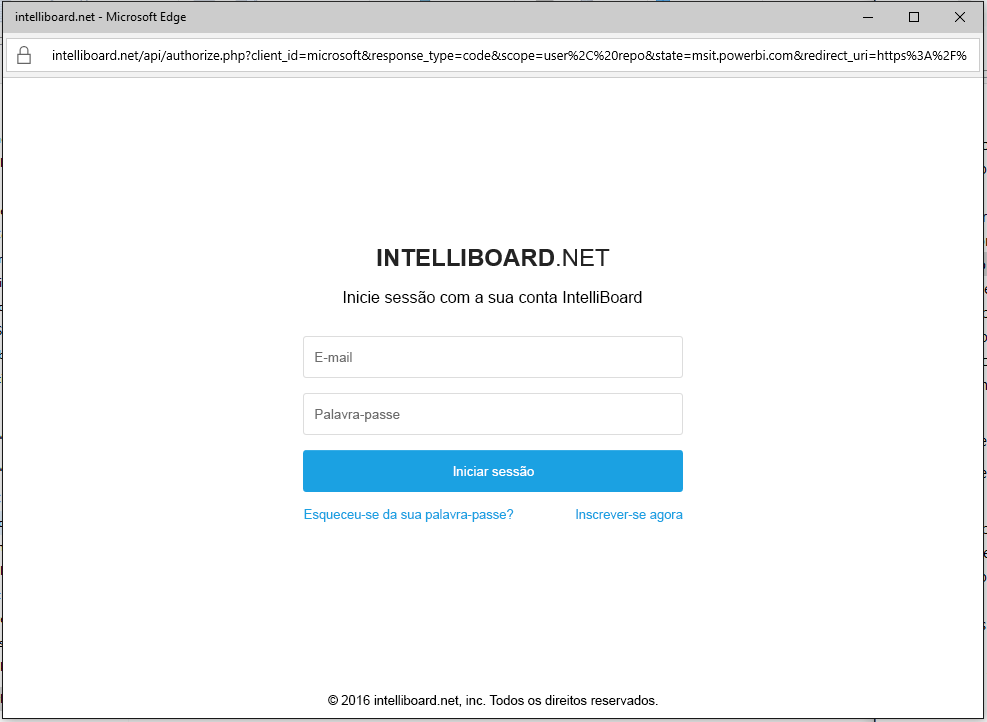 intelliboard.net - Microsoft Edge
intelliboard.net/api/authorize.php?client_id=microsoft&response_type=code&scope=user%2C%20repo&state=msit.powerbi.com&redirect_uri=https%3A%2F%
INTELLIBOARD.NET
Inicie sessão com a sua conta IntelliBoard
E-mail
Palavra-passe
Iniciar sessão
Esqueceu-se da sua palavra-passe? Inscrever-se agora
© 2016 intelliboard.net, inc. Todos os direitos reservados.